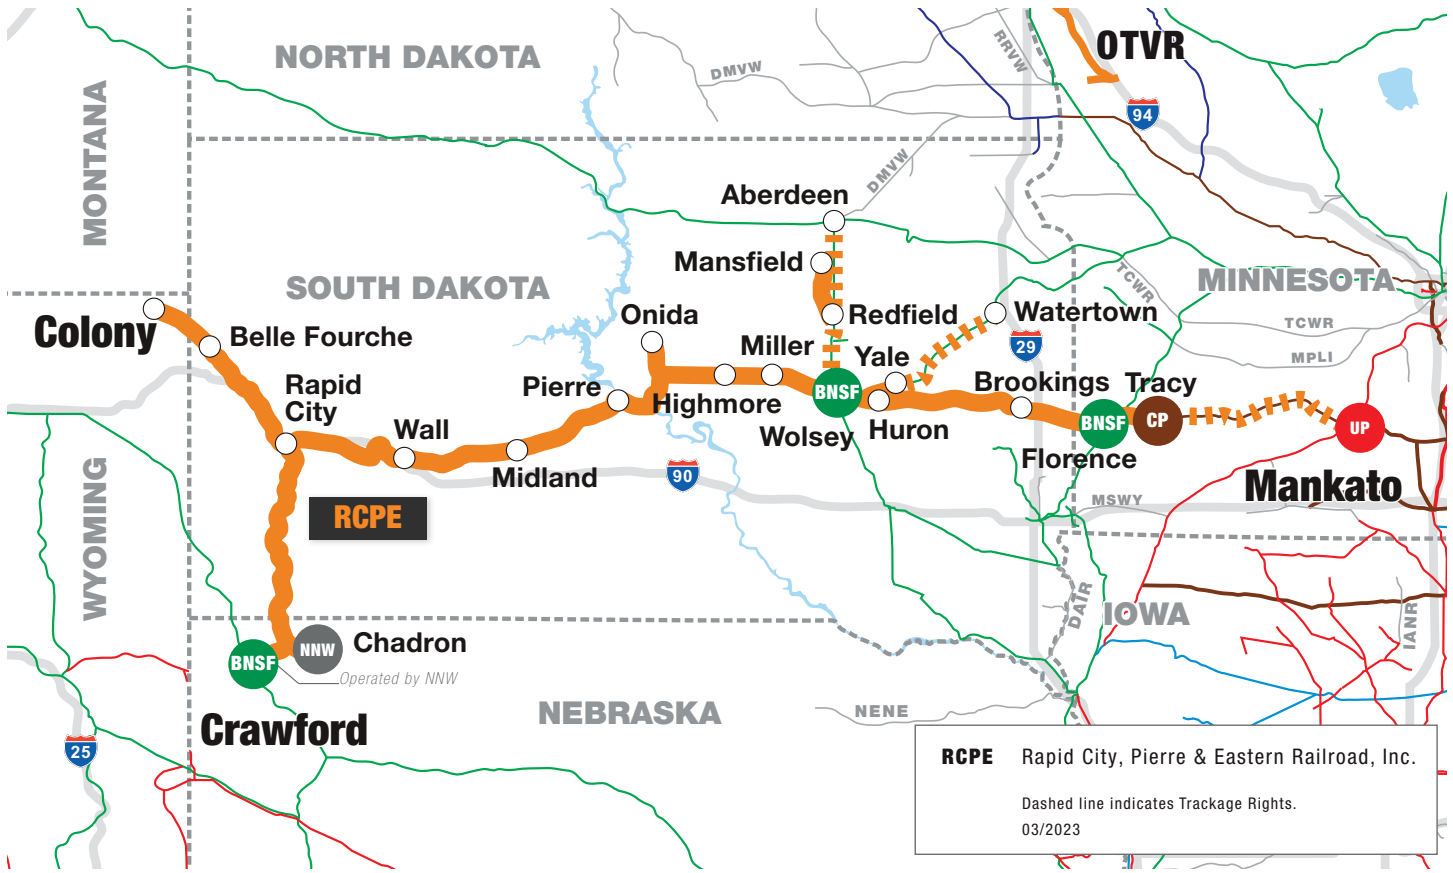 NORTH DAKOTA
MONTANA
DMVW
RRVW
OTVR
94
DMVW
Aberdeen
Mansfield
SOUTH DAKOTA
MINNESOTA
TCWR
TCWR
MPLI
Colony
Belle Fourche
Onida
Redfield
Watertown
29
Miller
Yale
Rapid
City
Pierre
Highmore
BNSF
Brookings
Tracy
Wall
Wolsey
Huron
BNSF
CP
UP
Midland
90
Florence
Mankato
MSWY
RCPE
WYOMING
DAIR
IOWA
IANR
BNSF
NNW
Chadron
Operated by NNW
Crawford
NEBRASKA
NENE
25
RCPE Rapid City, Pierre & Eastern Railroad, Inc.
Dashed line indicates Trackage Rights.
03/2023